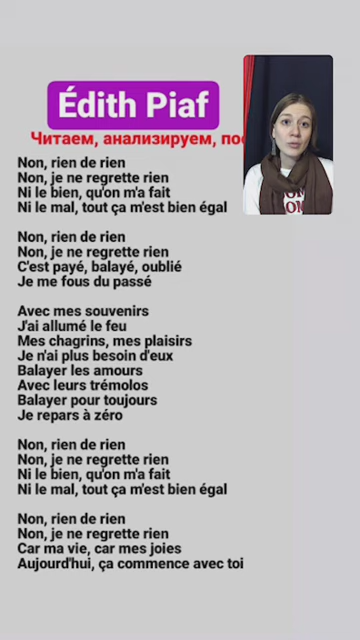 Édith Piaf
Читаем, анализируем,
Non, rien de rien
Non, je ne regrette rien
Ni le bien, qu'on m'a fait
Ni le mal, tout ça m'est bien égal
Non, rien de rien
Non, je ne regrette rien
C'est payé, balayé, oublié
Je me fous du passé
Avec mes souvenirs
J'ai allumé le feu
Mes chagrins, mes plaisirs
Je n'ai plus besoin d'eux
Balayer les amours
Avec leurs trémolos
Balayer pour toujours
Je repars à zéro
Non, rien de rien
Non, je ne regrette rien
Ni le bien, qu'on m'a fait
Ni le mal, tout ça m'est bien égal
Non, rien de rien
Non, je ne regrette rien
Car ma vie, car mes joies
Aujourd'hui, ça commence avec toi